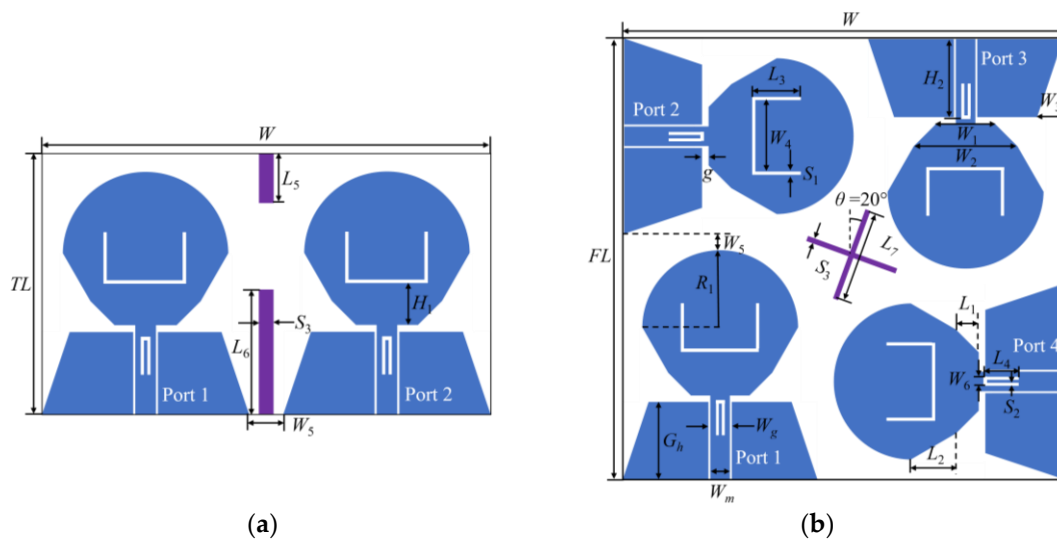 W
TL
L5
H1
S3
L6
Port 1
Port 2
W5
(a)
W
FL
Port 2
Port 3
L3
H2
W4
W1
W2
g
S1
θ =20°
W5
L7
S3
R1
L1
L4
Port 4
W6
S2
Gh
Wg
L2
Port 1
Wm
(b)